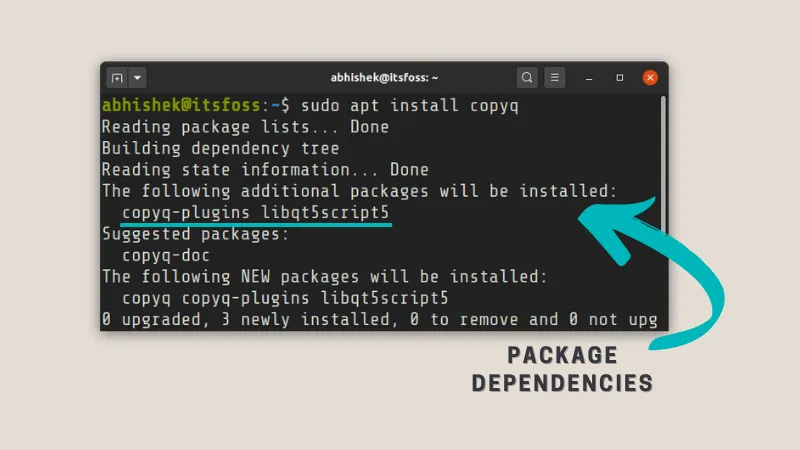 abhishek@itsfoss: ~
abhishek@itsfoss:~$ sudo apt install copyq
Reading package lists... Done
Building dependency tree
Reading state information... Done
The following additional packages will be installed:
copyq-plugins libqt5script5
Suggested packages:
copyq-doc
The following NEW packages will be installed:
copyq copyq-plugins libqt5script5
0 upgraded, 3 newly installed, 0 to remove and 0 not upg
PACKAGE
DEPENDENCIES